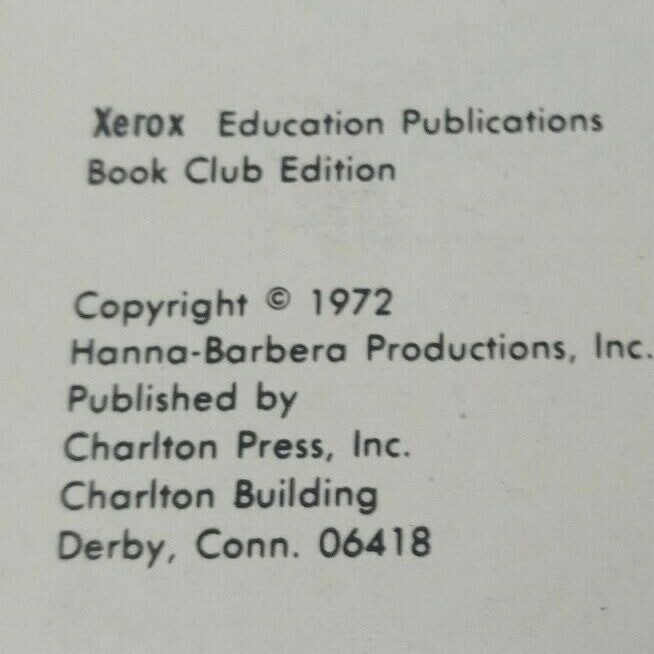 Xerox Education Publications
Book Club Edition
Copyright © 1972
Hanna-Barbera Productions, Inc.
Published by
Charlton Press, Inc.
Charlton Building
Derby, Conn. 06418